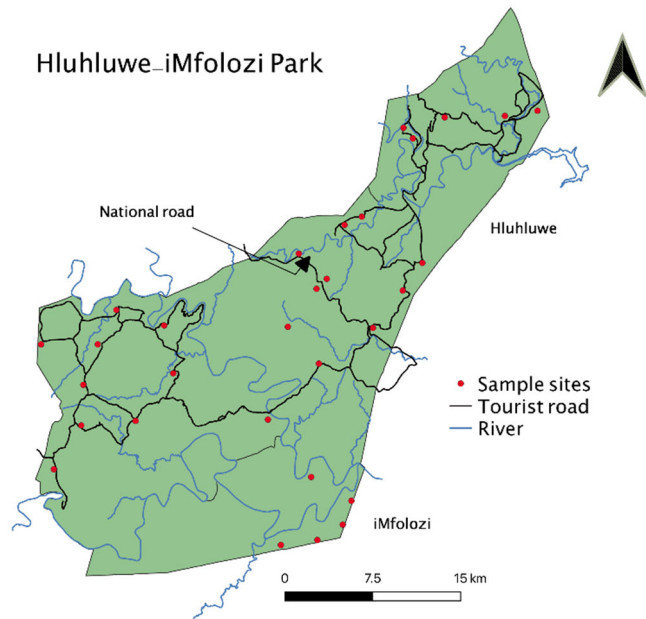 Hluhluwe-iMfolozi Park
National road
Hluhluwe
Sample sites
Tourist road
River
iMfolozi
0 7.5 15 km